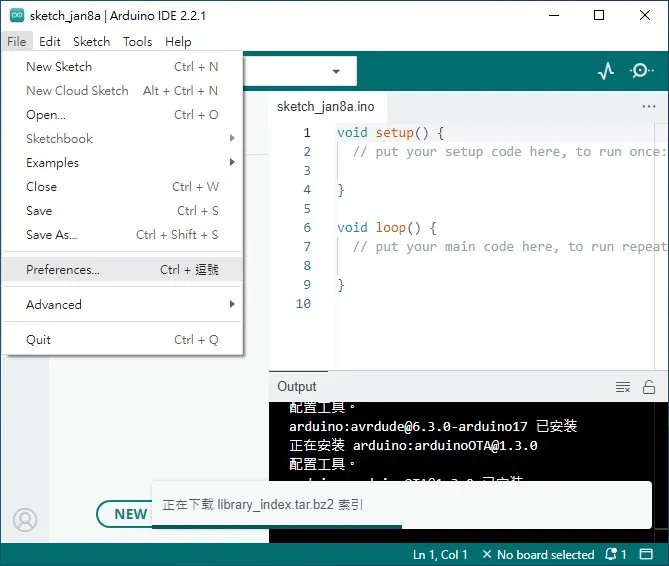 sketch_jan8a | Arduino IDE 2.2.1
File Edit Sketch Tools Help
New Sketch Ctrl + N
New Cloud Sketch Alt + Ctrl + N
Open... Ctrl + O
Sketchbook
Examples
Close Ctrl + W
Save Ctrl + S
Save As... Ctrl + Shift + S
Preferences... Ctrl + 逗號
Advanced
Quit Ctrl + Q
NEW
sketch_jan8a.ino
1 void setup() {
2 // put your setup code here, to run once:
3
4 }
5
6 void loop() {
7 // put your main code here, to run repeat
8
9 }
10
Output
配置工具。
arduino:avrdude@6.3.0-arduino17 已安装
正在安装 arduino:arduinoOTA@1.3.0
配置工具。
正在下载 library_index.tar.bz2 索引
Ln 1, Col 1 No board selected 1